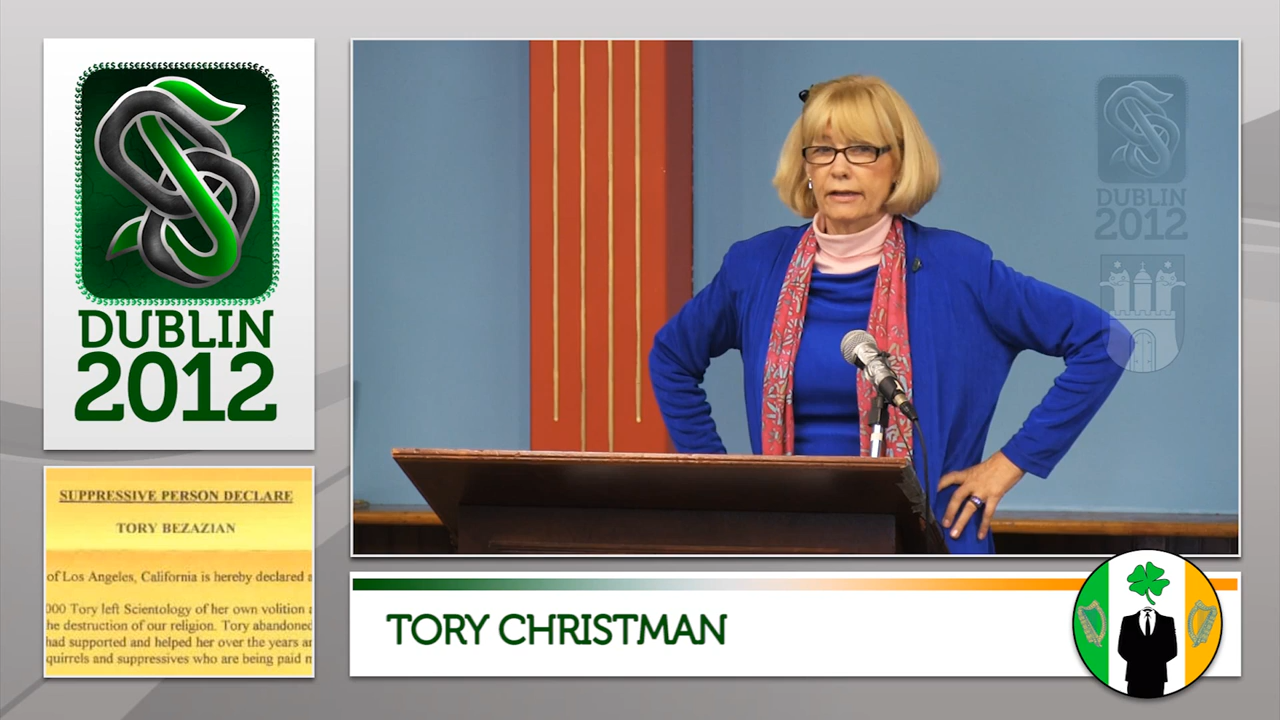 DUBLIN
2012
SUPPRESSIVE PERSON DECLARE
TORY BEZAZIAN
of Los Angeles, California is hereby declared a
000 Tory left Scientology of her own volition
he destruction of our religion. Tory abandoned
had supported and helped her over the years
quirrels and suppressives who are being paid
DUBLIN
2012
TORY CHRISTMAN